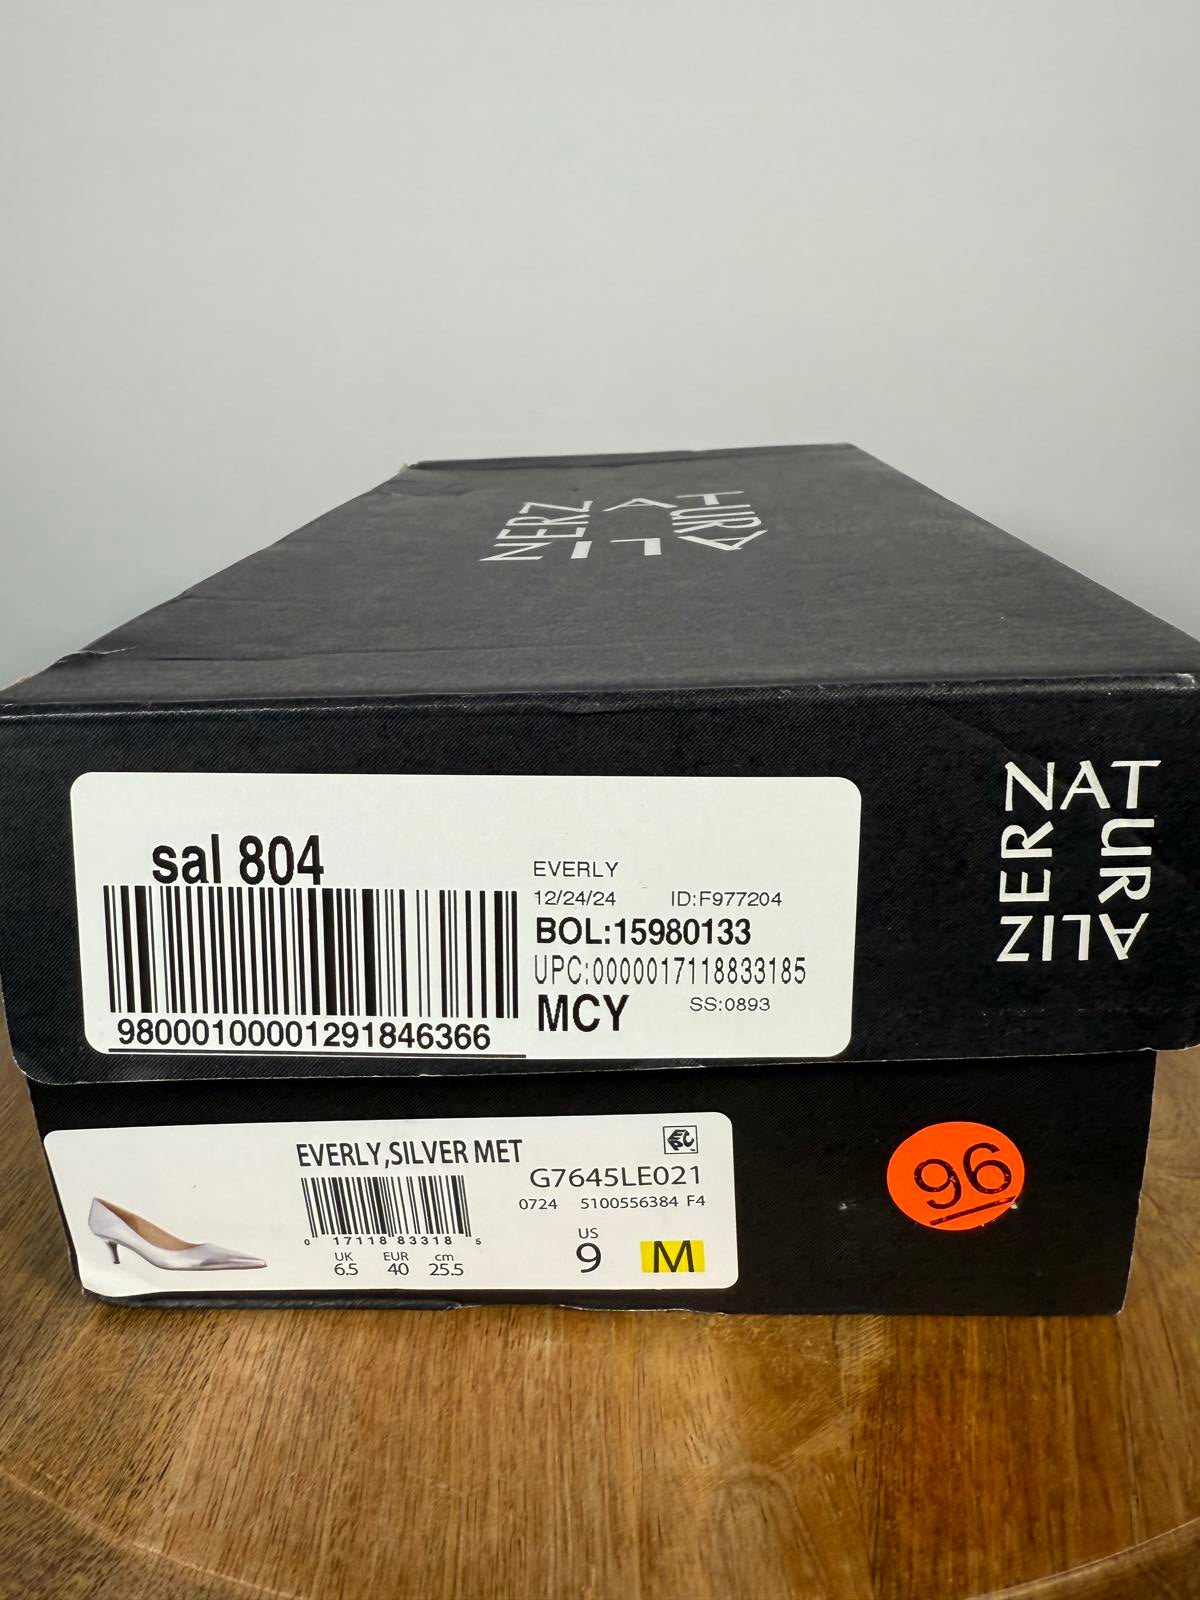 NATURALIZER
NATURALIZER
sal 804
98000100001291846366
EVERLY
12/24/24 ID:F977204
BOL:15980133
UPC:0000017118833185
MCY SS:0893
EVERLY,SILVER MET
G7645LE021
0724 5100556384 F4
0 17118 83318 5
UK EUR cm
6.5 40 25.5
US
9 M
96